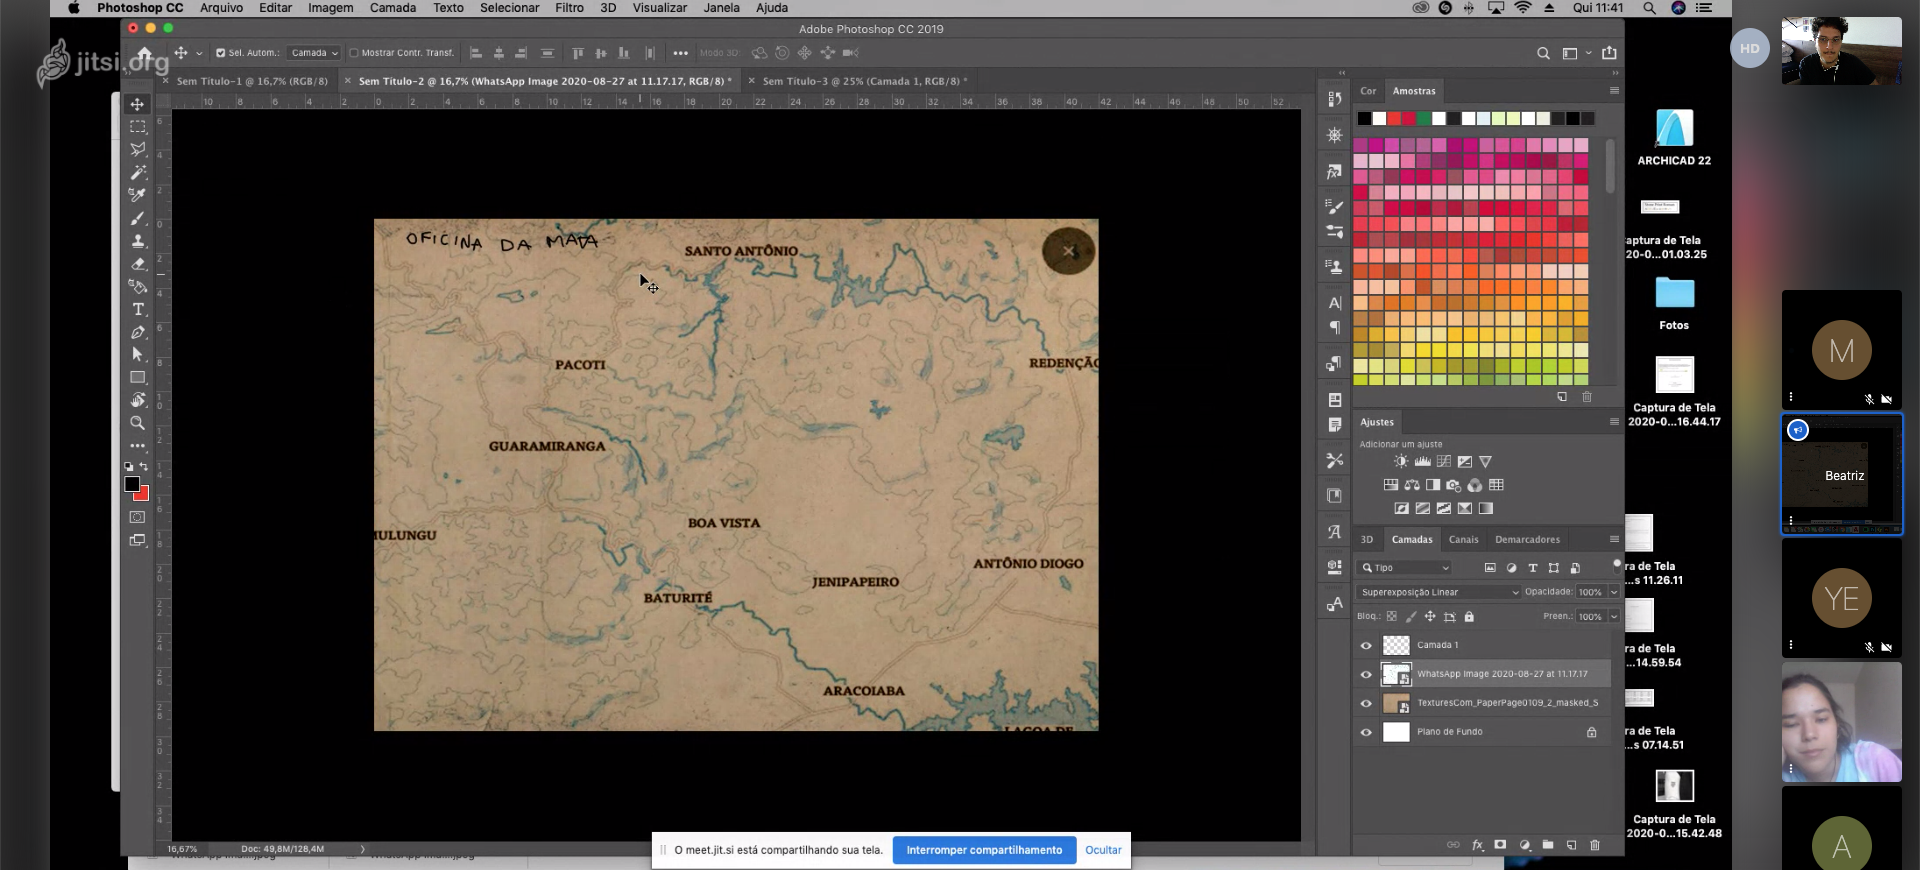 Photoshop CC Arquivo Editar Imagem Camada Texto Selecionar Filtro 3D Visualizar Janela Ajuda
Qui 11:41
Adobe Photoshop CC 2019
jitsi.org
Sel. Autom.: Camada Mostrar Contr. Transf. Modo 3D:
Sem Título-1 @ 16,7% (RGB/8)
Sem Título-2 @ 16,7% (WhatsApp Image 2020-08-27 at 11.17.17, RGB/8) *
Sem Título-3 @ 25% (Camada 1, RGB/8) *
OFICINA DA MATA
SANTO ANTÔNIO
PACOTI
REDENÇÃO
GUARAMIRANGA
BOA VISTA
MULUNGU
ANTÔNIO DIOGO
JENIPAPEIRO
BATURITÉ
ARACOIABA
LAGOA DE
Cor Amostras
Ajustes
Adicionar um ajuste
3D Camadas Canais Demarcadores
Tipo
Superexposição Linear Opacidade: 100%
Bloq.: Preen.: 100%
Camada 1
WhatsApp Image 2020-08-27 at 11.17.17
TexturesCom_PaperPage0109_2_masked_S
Plano de Fundo
16,67% Doc: 49,8M/128,4M
O meet.jit.si está compartilhando sua tela. Interromper compartilhamento Ocultar
ARCHICAD 22
Captura de Tela
20-0...01.03.25
Fotos
Captura de Tela
2020-0...16.44.17
ra de Tela
...s 11.26.11
ra de Tela
...14.59.54
ra de Tela
...s 07.14.51
Captura de Tela
2020-0...15.42.48
HD
M
Beatriz
YE
A